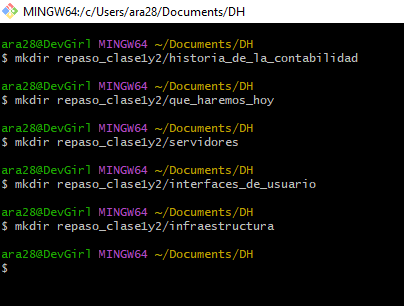 MINGW64:/c/Users/ara28/Documents/DH
ara28@DevGirl MINGW64 ~/Documents/DH
$ mkdir repaso_clase1y2/historia_de_la_contabilidad
ara28@DevGirl MINGW64 ~/Documents/DH
$ mkdir repaso_clase1y2/que_haremos_hoy
ara28@DevGirl MINGW64 ~/Documents/DH
$ mkdir repaso_clase1y2/servidores
ara28@DevGirl MINGW64 ~/Documents/DH
$ mkdir repaso_clase1y2/interfaces_de_usuario
ara28@DevGirl MINGW64 ~/Documents/DH
$ mkdir repaso_clase1y2/infraestructura
ara28@DevGirl MINGW64 ~/Documents/DH
$